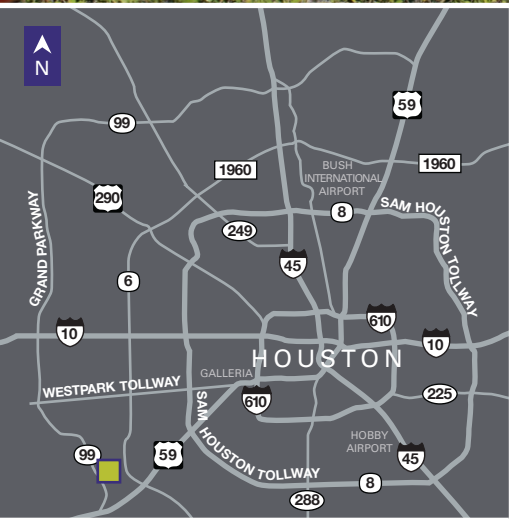 N
59
99
1960
1960
BUSH
INTERNATIONAL
AIRPORT
290
GRAND PARKWAY
8
SAM HOUSTON TOLLWAY
249
45
6
10
610
10
HOUSTON
GALLERIA
WESTPARK TOLLWAY
610
225
SAM HOUSTON TOLLWAY
HOBBY
AIRPORT
99
59
45
8
288